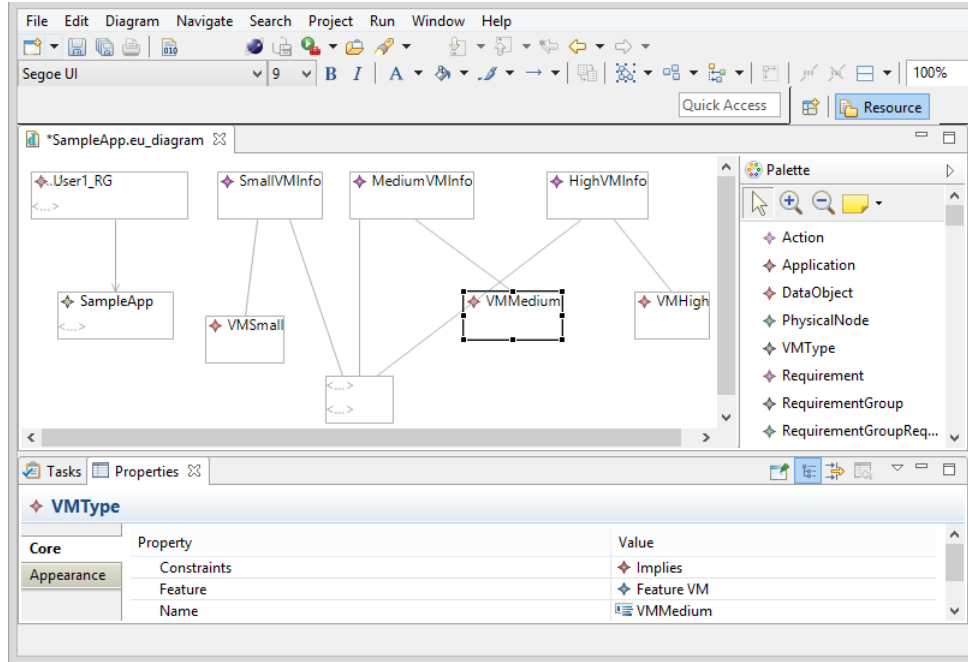 File Edit Diagram Navigate Search Project Run Window Help
010
Segoe UI 9 B I A 100%
Quick Access Resource
*SampleApp.eu_diagram
..User1_RG SmallVMInfo MediumVMInfo HighVMInfo
<...>
SampleApp VMMedium VMHigh
<...> VMSmall
<...>
<...>
Palette
Action
Application
DataObject
PhysicalNode
VMType
Requirement
RequirementGroup
RequirementGroupReq...
Tasks Properties
VMType
Core Property Value
Appearance Constraints Implies
Feature Feature VM
Name VMMedium